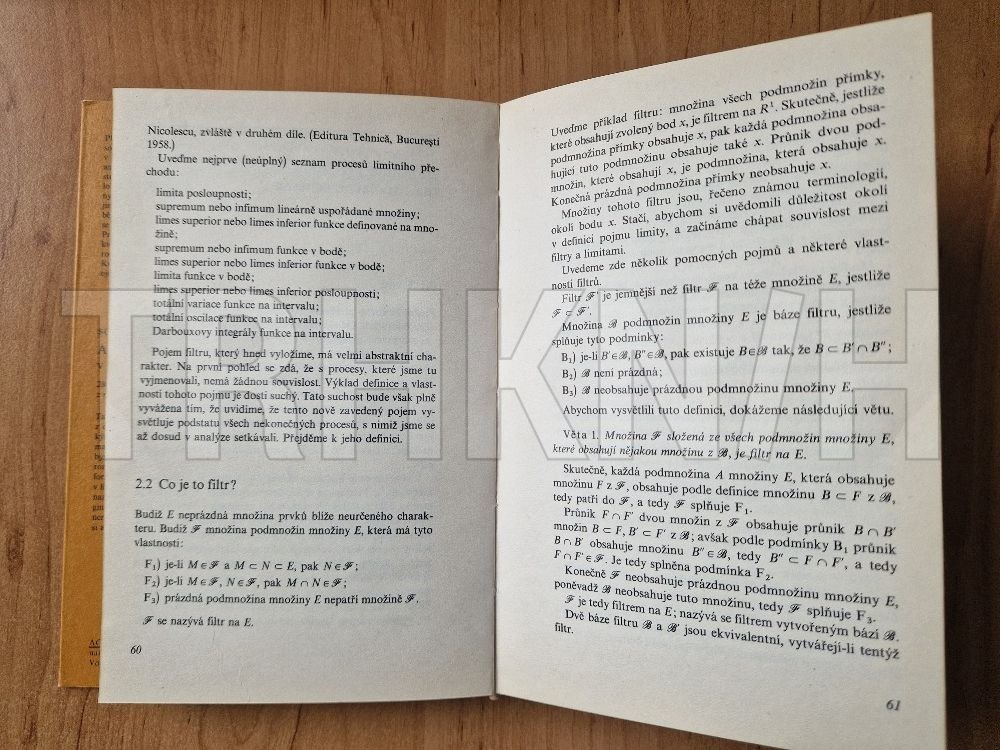 Nicolescu, zvláště v druhém díle. (Editura Tehnică, Bucureşti
1958.)
Uveďme nejprve (neúplný) seznam procesů limitního pře-
chodu:
limita posloupnosti;
supremum nebo infimum lineárně uspořádané množiny;
limes superior nebo limes inferior funkce definované na mno-
žině;
supremum nebo infimum funkce v bodě;
limes superior nebo limes inferior funkce v bodě;
limita funkce v bodě;
limes superior nebo limes inferior posloupnosti;
totální variace funkce na intervalu;
totální oscilace funkce na intervalu;
Darbouxovy integrály funkce na intervalu.
Pojem filtru, který hned vyložíme, má velmi abstraktní cha-
rakter. Na první pohled se zdá, že s procesy, které jsme tu
vyjmenovali, nemá žádnou souvislost. Výklad definice a vlast-
ností tohoto pojmu je dosti suchý. Tato suchost bude však plně
vyvážena tím, že uvidíme, že tento nově zavedený pojem vy-
světluje podstatu všech nekonečných procesů, s nimiž jsme se
až dosud v analýze setkávali. Přejděme k jeho definici.
2.2 Co je to filtr?
Budiž E neprázdná množina prvků blíže neurčeného charak-
teru. Budiž ℱ množina podmnožin množiny E, která má tyto
vlastnosti:
F₁) je-li M ∈ ℱ a M ⊂ N ⊂ E, pak N ∈ ℱ;
F₂) je-li M ∈ ℱ, N ∈ ℱ, pak M ∩ N ∈ ℱ;
F₃) prázdná podmnožina množiny E nepatří množině ℱ.
ℱ se nazývá filtr na E.
60
Uveďme příklad filtru: množina všech podmnožin přímky,
které obsahují zvolený bod x, je filtrem na R¹. Skutečně, jestliže
podmnožina přímky obsahuje x, pak každá podmnožina obsa-
hující tuto podmnožinu obsahuje také x. Průnik dvou pod-
množin, které obsahují x, je podmnožina, která obsahuje x.
Konečná prázdná podmnožina přímky neobsahuje x.
Množiny tohoto filtru jsou, řečeno známou terminologií,
okolí bodu x. Stačí, abychom si uvědomili důležitost okolí
v definici pojmu limity, a začínáme chápat souvislost mezi
filtry a limitami.
Uvedeme zde několik pomocných pojmů a některé vlast-
nosti filtrů.
Filtr ℱ′ je jemnější než filtr ℱ na téže množině E, jestliže
ℱ ⊂ ℱ′.
Množina ℬ podmnožin množiny E je báze filtru, jestliže
splňuje tyto podmínky:
B₁) je-li B′ ∈ ℬ, B″ ∈ ℬ, pak existuje B ∈ ℬ tak, že B ⊂ B′ ∩ B″;
B₂) ℬ není prázdná;
B₃) ℬ neobsahuje prázdnou podmnožinu množiny E.
Abychom vysvětlili tuto definici, dokážeme následující větu.
Věta 1. Množina ℱ složená ze všech podmnožin množiny E,
které obsahují nějakou množinu z ℬ, je filtr na E.
Skutečně, každá podmnožina A množiny E, která obsahuje
množinu F z ℱ, obsahuje podle definice množinu B ⊂ F z ℬ,
tedy patří do ℱ, a tedy ℱ splňuje F₁.
Průnik F ∩ F′ dvou množin z ℱ obsahuje průnik B ∩ B′
množin B ⊂ F, B′ ⊂ F′ z ℬ; avšak podle podmínky B₁ průnik
B ∩ B′ obsahuje množinu B″ ∈ ℬ, tedy B″ ⊂ F ∩ F′, a tedy
F ∩ F′ ∈ ℱ. Je tedy splněna podmínka F₂.
Konečně ℱ neobsahuje prázdnou podmnožinu množiny E,
poněvadž ℬ neobsahuje tuto množinu, tedy ℱ splňuje F₃.
ℱ je tedy filtrem na E; nazývá se filtrem vytvořeným bází ℬ.
Dvě báze filtru ℬ a ℬ′ jsou ekvivalentní, vytvářejí-li tentýž
filtr.
61